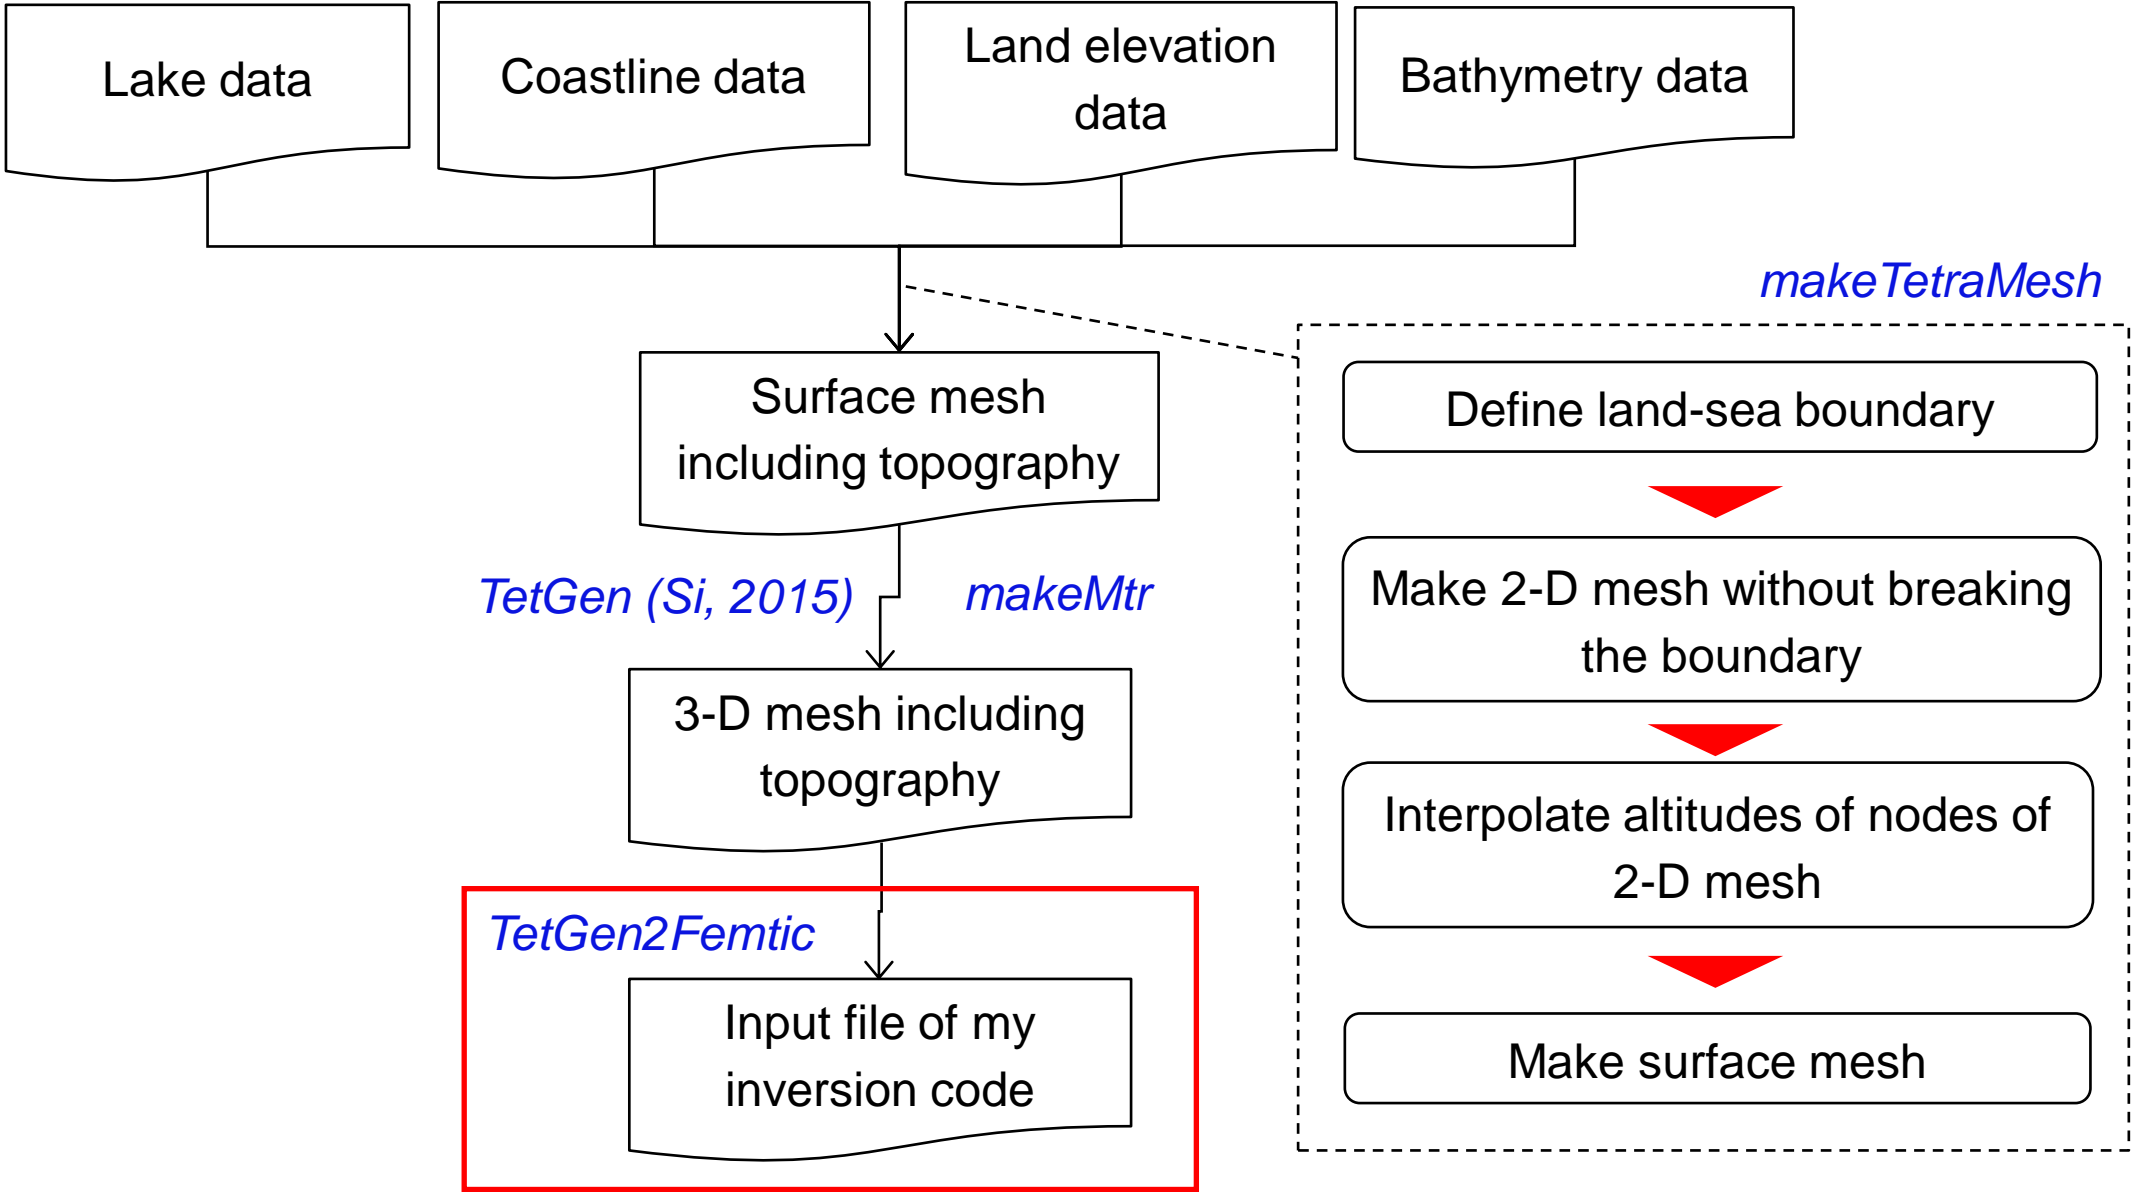 Lake data
Coastline data
Land elevation
data
Bathymetry data
makeTetraMesh
Surface mesh
including topography
TetGen (Si, 2015)
makeMtr
3-D mesh including
topography
TetGen2Femtic
Input file of my
inversion code
Define land-sea boundary
Make 2-D mesh without breaking
the boundary
Interpolate altitudes of nodes of
2-D mesh
Make surface mesh